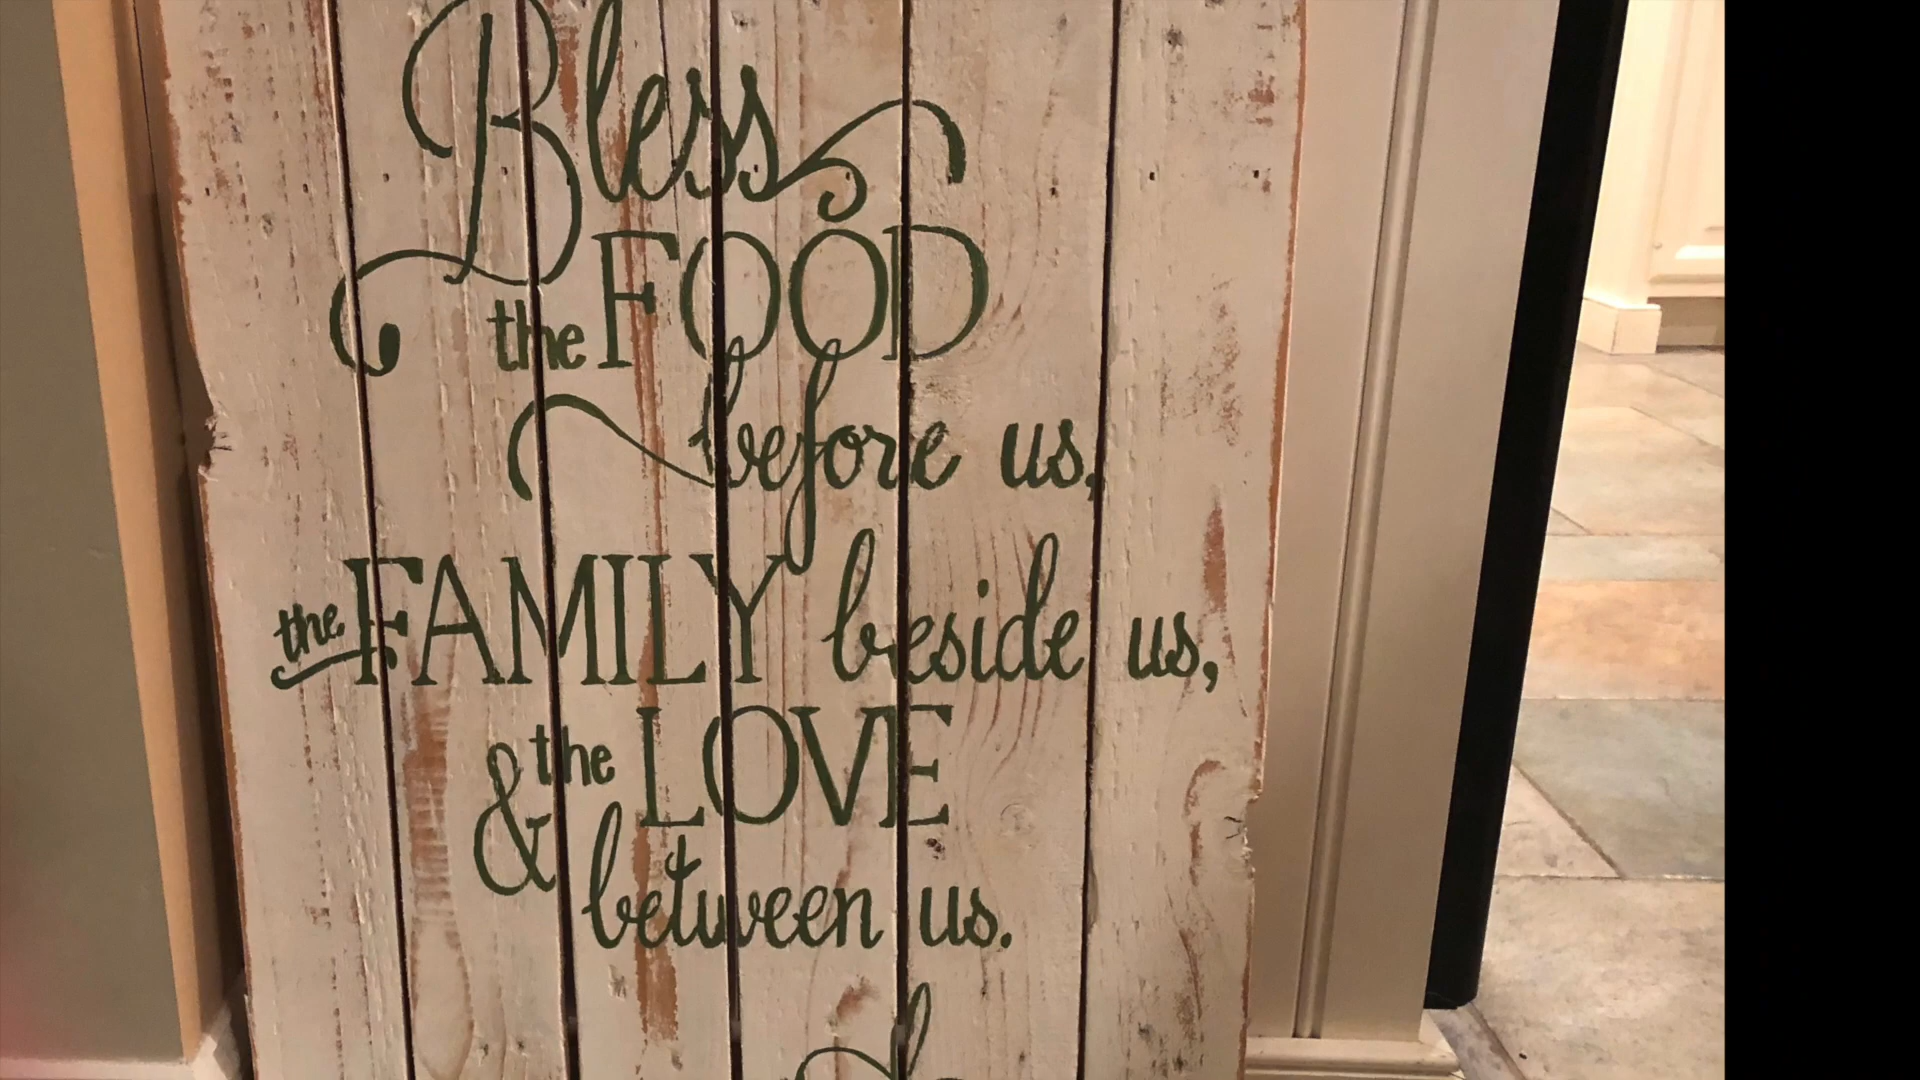 Bless
the FOOD
before us,
the FAMILY beside us,
& the LOVE
between us.